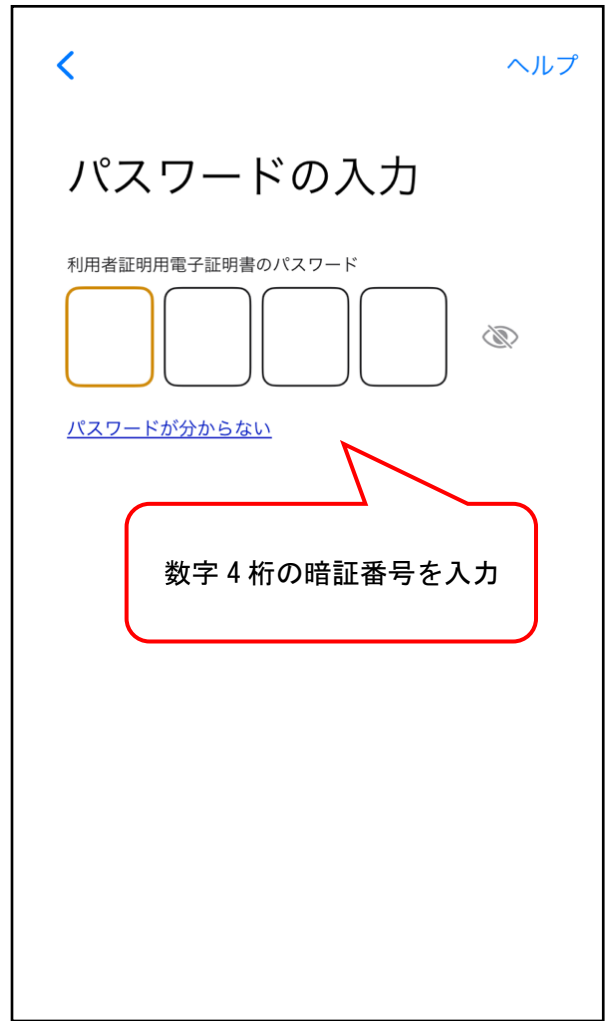 ヘルプ
パスワードの入力
利用者証明用電子証明書のパスワード
パスワードが分からない
数字4桁の暗証番号を入力